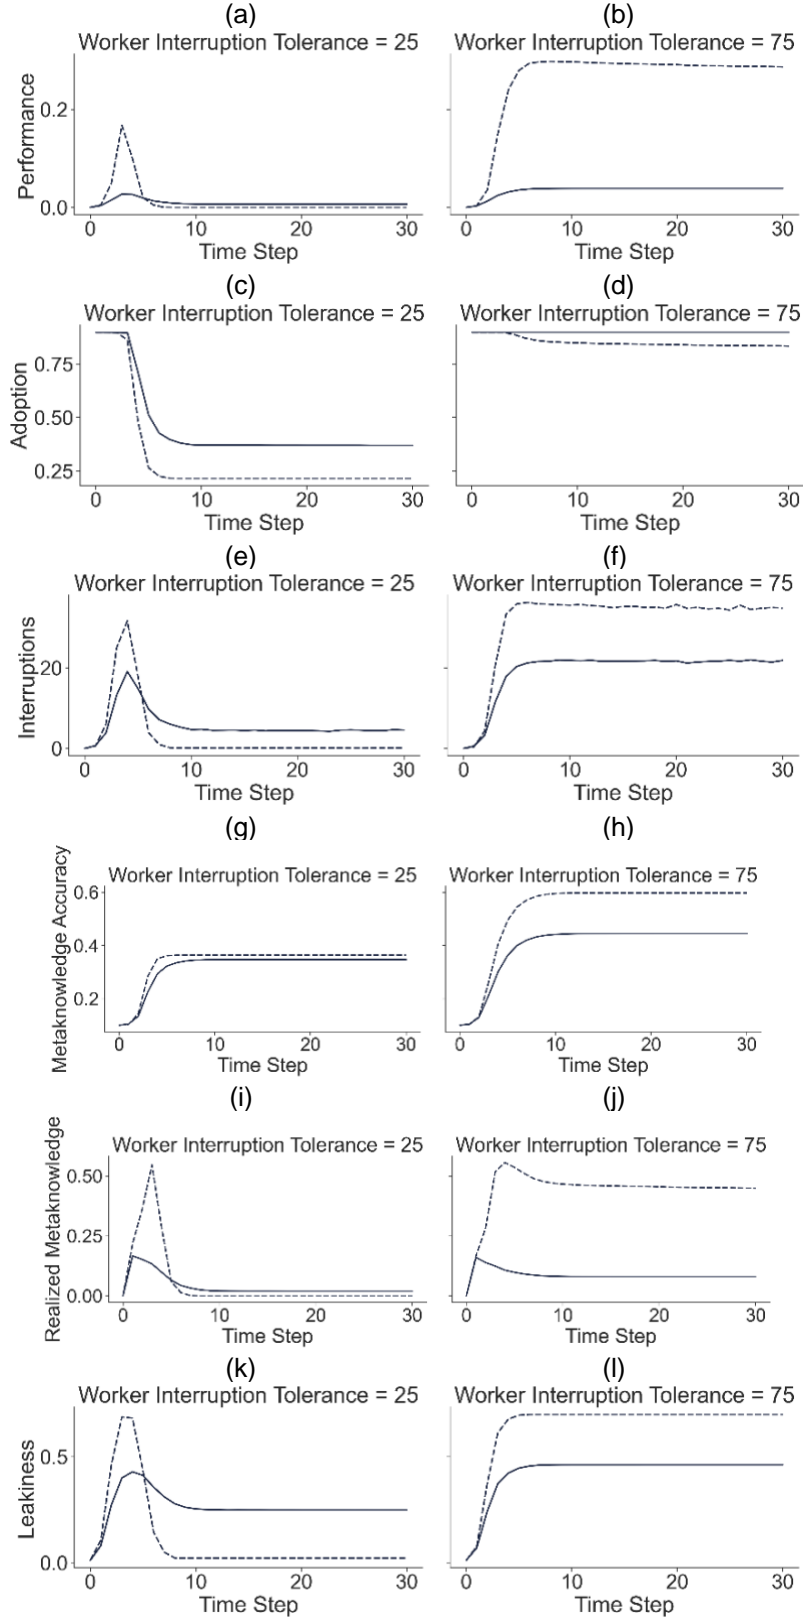 (a) (b)
Worker Interruption Tolerance = 25 Worker Interruption Tolerance = 75
Performance
0.2
0.0
0 10 20 30 0 10 20 30
Time Step Time Step
(c) (d)
Worker Interruption Tolerance = 25 Worker Interruption Tolerance = 75
Adoption
0.75
0.50
0.25
0 10 20 30 0 10 20 30
Time Step Time Step
(e) (f)
Worker Interruption Tolerance = 25 Worker Interruption Tolerance = 75
Interruptions
20
0
0 10 20 30 0 10 20 30
Time Step Time Step
(g) (h)
Worker Interruption Tolerance = 25 Worker Interruption Tolerance = 75
Metaknowledge Accuracy
0.6
0.4
0.2
0 10 20 30 0 10 20 30
Time Step Time Step
(i) (j)
Worker Interruption Tolerance = 25 Worker Interruption Tolerance = 75
Realized Metaknowledge
0.50
0.25
0.00
0 10 20 30 0 10 20 30
Time Step Time Step
(k) (l)
Worker Interruption Tolerance = 25 Worker Interruption Tolerance = 75
Leakiness
0.5
0.0
0 10 20 30 0 10 20 30
Time Step Time Step